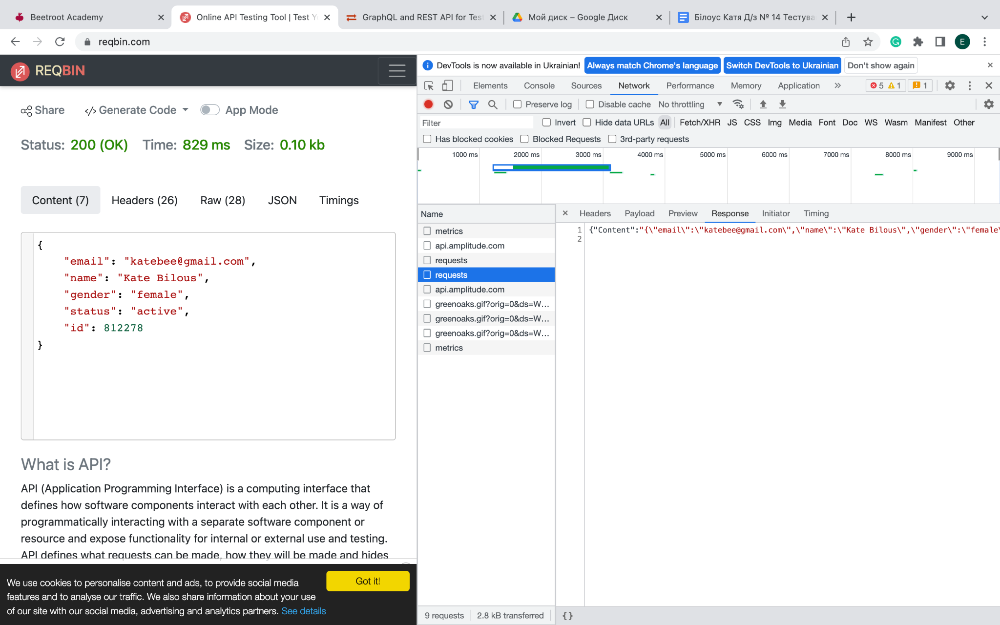 Beetroot Academy
Online API Testing Tool | Test Y
GraphQL and REST API for Test
Мой диск – Google Диск
Білоус Катя Д/з № 14 Тестува
reqbin.com
E
REQBIN
Share
</> Generate Code
App Mode
Status: 200 (OK) Time: 829 ms Size: 0.10 kb
Content (7) Headers (26) Raw (28) JSON Timings
{
"email": "katebee@gmail.com",
"name": "Kate Bilous",
"gender": "female",
"status": "active",
"id": 812278
}
What is API?
API (Application Programming Interface) is a computing interface that
defines how software components interact with each other. It is a way of
programmatically interacting with a separate software component or
resource and expose functionality for internal or external use and testing.
API defines what requests can be made, how they will be made and hides
We use cookies to personalise content and ads, to provide social media
features and to analyse our traffic. We also share information about your use
of our site with our social media, advertising and analytics partners. See details
Got it!
DevTools is now available in Ukrainian! Always match Chrome's language Switch DevTools to Ukrainian Don't show again
Elements Console Sources Network Performance Memory Application » 5 1 1
Preserve log Disable cache No throttling
Filter Invert Hide data URLs All Fetch/XHR JS CSS Img Media Font Doc WS Wasm Manifest Other
Has blocked cookies Blocked Requests 3rd-party requests
1000 ms 2000 ms 3000 ms 4000 ms 5000 ms 6000 ms 7000 ms 8000 ms 9000 ms
Name
metrics
api.amplitude.com
requests
requests
api.amplitude.com
greenoaks.gif?orig=0&ds=W...
greenoaks.gif?orig=0&ds=W...
greenoaks.gif?orig=0&ds=W...
metrics
Headers Payload Preview Response Initiator Timing
1 {"Content":"{\"email\":\"katebee@gmail.com\",\"name\":\"Kate Bilous\",\"gender\":\"female\
2
9 requests 2.8 kB transferred
{}